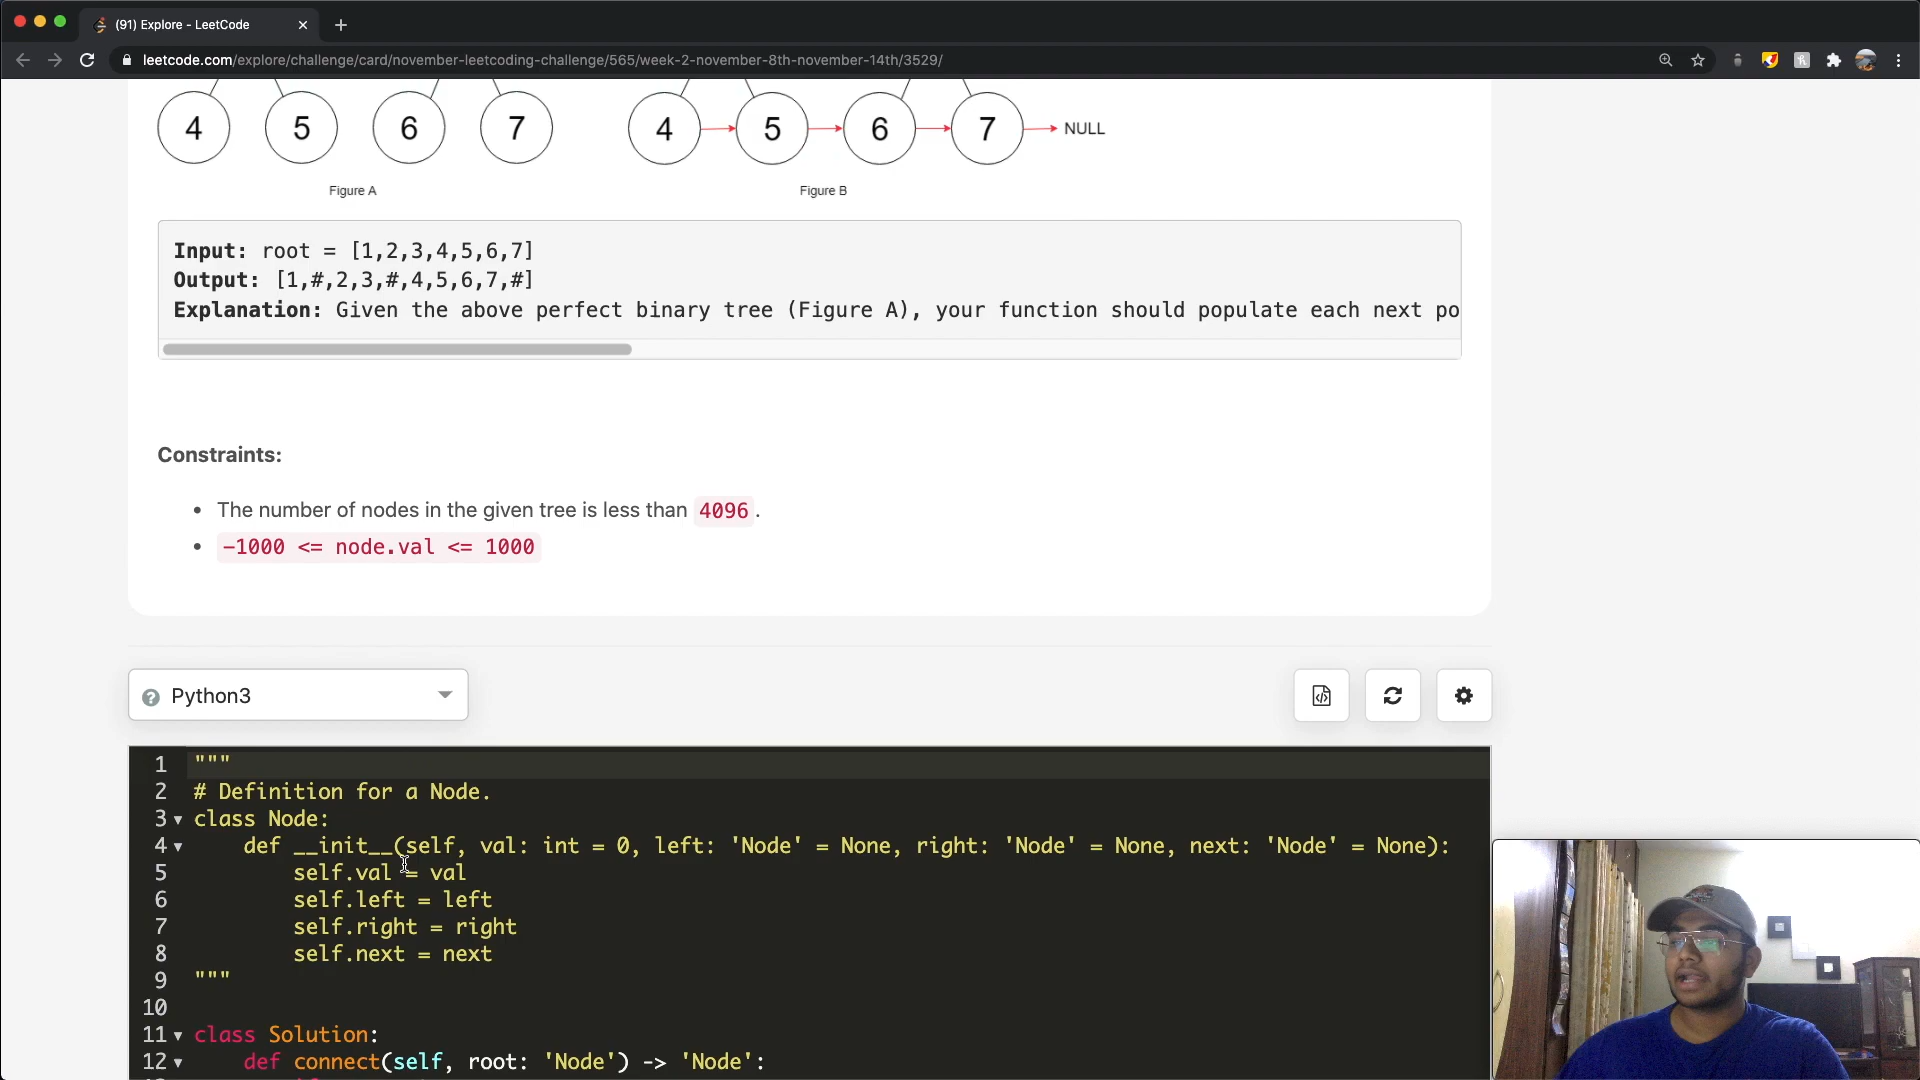 (91) Explore - LeetCode
leetcode.com/explore/challenge/card/november-leetcoding-challenge/565/week-2-november-8th-november-14th/3529/
4 5 6 7
4 5 6 7 NULL
Figure A
Figure B
Input: root = [1,2,3,4,5,6,7]
Output: [1,#,2,3,#,4,5,6,7,#]
Explanation: Given the above perfect binary tree (Figure A), your function should populate each next po
Constraints:
• The number of nodes in the given tree is less than 4096 .
• -1000 <= node.val <= 1000
Python3
1 """
2 # Definition for a Node.
3 class Node:
4 def __init__(self, val: int = 0, left: 'Node' = None, right: 'Node' = None, next: 'Node' = None):
5 self.val = val
6 self.left = left
7 self.right = right
8 self.next = next
9 """
10
11 class Solution:
12 def connect(self, root: 'Node') -> 'Node':